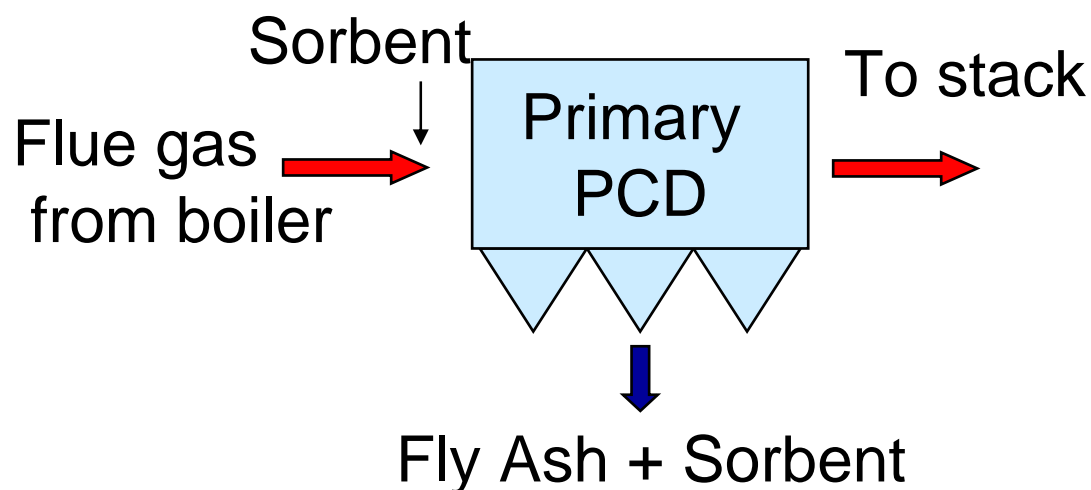 Sorbent
To stack
Primary
PCD
Flue gas
from boiler
Fly Ash + Sorbent